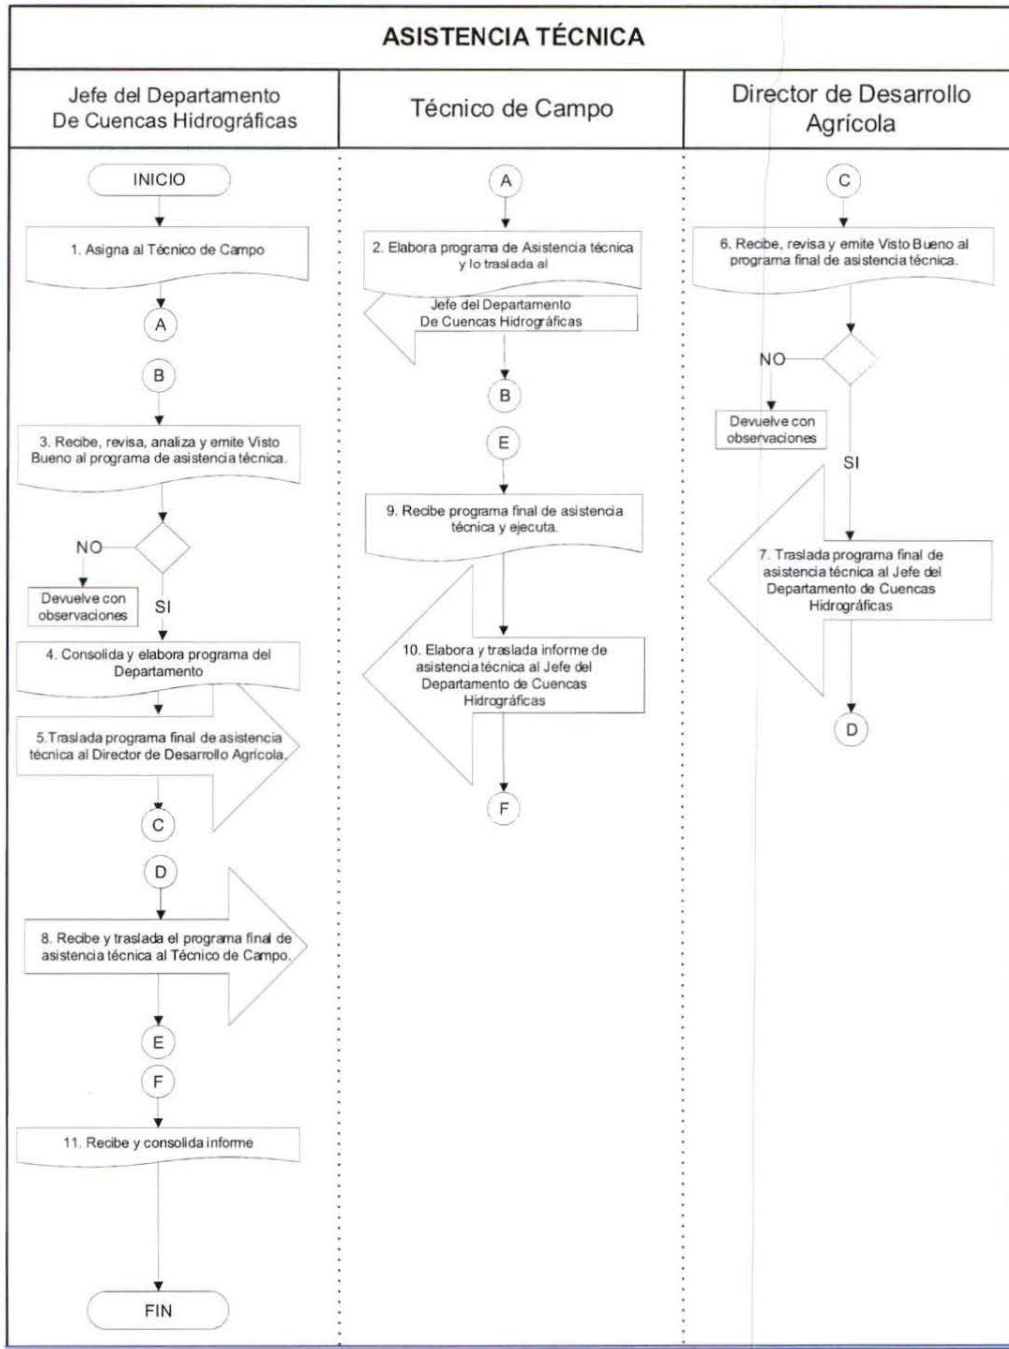 ASISTENCIA TÉCNICA
Jefe del Departamento
De Cuencas Hidrográficas
INICIO
1. Asigna al Técnico de Campo
A
B
3. Recibe, revisa, analiza y emite Visto
Bueno al programa de asistencia técnica.
NO
Devuelve con
observaciones
SI
4. Consolida y elabora programa del
Departamento
5.Traslada programa final de asistencia
técnica al Director de Desarrollo Agrícola.
C
D
8. Recibe y traslada el programa final de
asistencia técnica al Técnico de Campo.
E
F
11. Recibe y consolida informe
FIN
Técnico de Campo
A
2. Elabora programa de Asistencia técnica
y lo traslada al
Jefe del Departamento
De Cuencas Hidrográficas
B
E
9. Recibe programa final de asistencia
técnica y ejecuta.
10. Elabora y traslada informe de
asistencia técnica al Jefe del
Departamento de Cuencas
Hidrográficas
F
Director de Desarrollo
Agrícola
C
6. Recibe, revisa y emite Visto Bueno al
programa final de asistencia técnica.
NO
Devuelve con
observaciones
SI
7. Traslada programa final de
asistencia técnica al Jefe del
Departamento de Cuencas
Hidrográficas
D